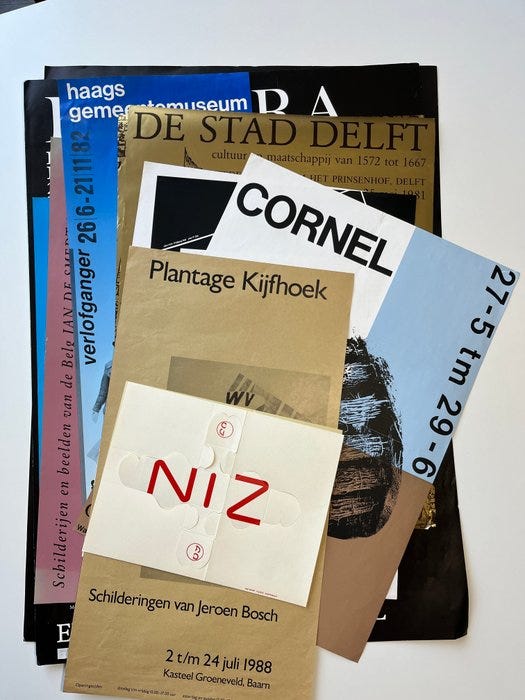 haags
gemeentemuseum
verlofganger 26|6-21|11|82
DE STAD DELFT
cultuur en maatschappij van 1572 tot 1667
HET PRINSENHOF, DELFT
1981
CORNEL
27-5 tm 29-6
Schilderijen en beelden van de Belg JAN DE SMEDT
Plantage Kijfhoek
wv
NIZ
Schilderingen van Jeroen Bosch
2 t/m 24 juli 1988
Kasteel Groeneveld, Baarn